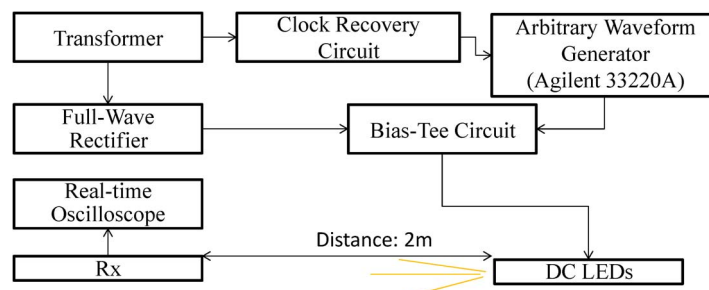 Transformer
Clock Recovery
Circuit
Arbitrary Waveform
Generator
(Agilent 33220A)
Full-Wave
Rectifier
Bias-Tee Circuit
Real-time
Oscilloscope
Distance: 2m
Rx
DC LEDs